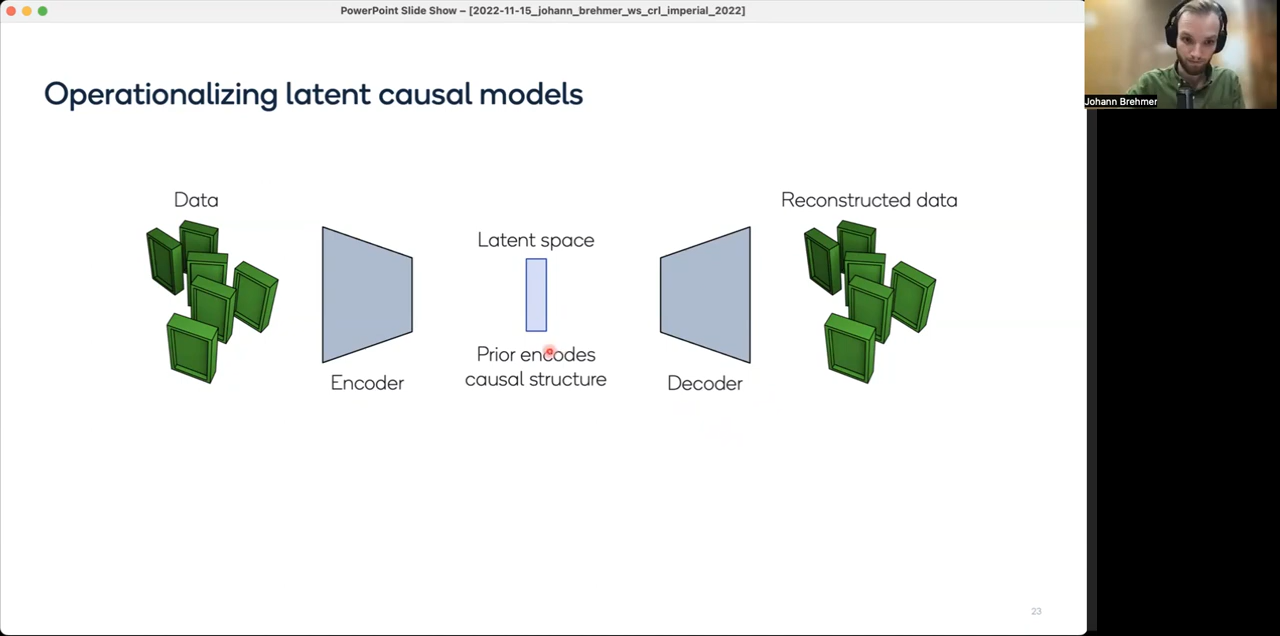 PowerPoint Slide Show – [2022-11-15_johann_brehmer_ws_crl_imperial_2022]
Johann Brehmer
Operationalizing latent causal models
Data
Reconstructed data
Latent space
Prior encodes
causal structure
Encoder
Decoder
23